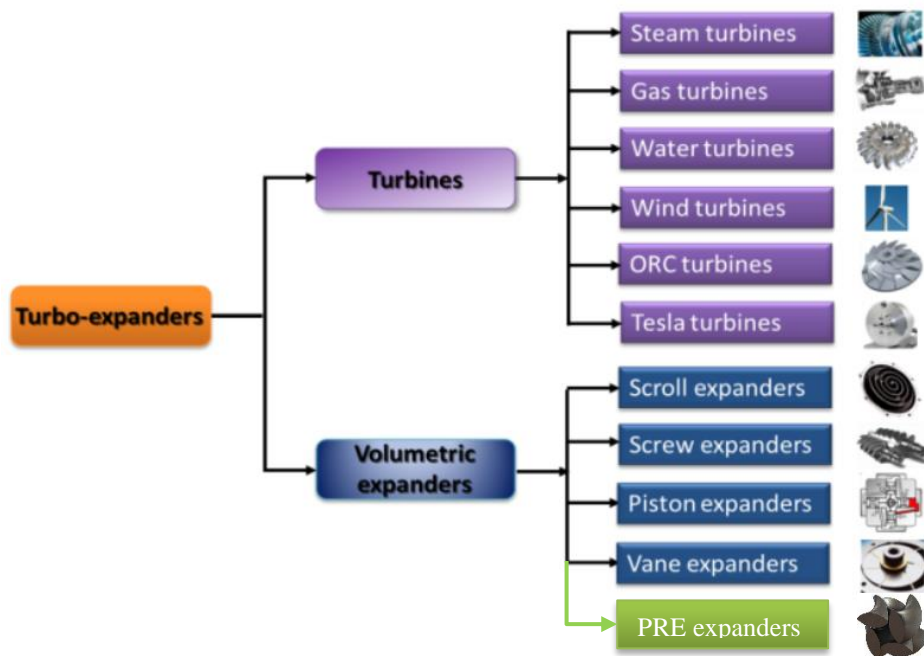 Steam turbines
Gas turbines
Water turbines
Turbines
Wind turbines
ORC turbines
Turbo-expanders
Tesla turbines
Scroll expanders
Screw expanders
Volumetric
expanders
Piston expanders
Vane expanders
PRE expanders